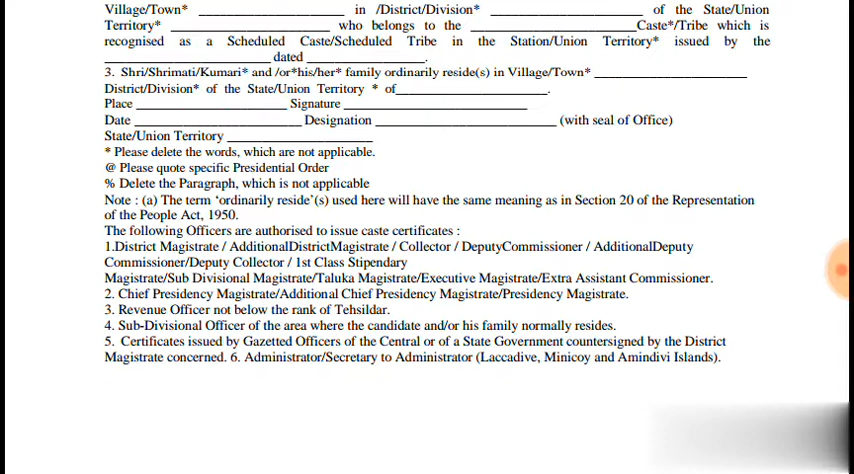 Village/Town* ____________________ in /District/Division* ____________________ of the State/Union
Territory* ____________________ who belongs to the ____________________Caste*/Tribe which is
recognised as a Scheduled Caste/Scheduled Tribe in the Station/Union Territory* issued by the
____________________ dated ________________.
3. Shri/Shrimati/Kumari* and /or*his/her* family ordinarily reside(s) in Village/Town* ____________________
District/Division* of the State/Union Territory * of____________________.
Place ____________________ Signature ____________________
Date ____________________ Designation ____________________ (with seal of Office)
State/Union Territory ____________________
* Please delete the words, which are not applicable.
@ Please quote specific Presidential Order
% Delete the Paragraph, which is not applicable
Note : (a) The term ‘ordinarily reside’(s) used here will have the same meaning as in Section 20 of the Representation
of the People Act, 1950.
The following Officers are authorised to issue caste certificates :
1.District Magistrate / AdditionalDistrictMagistrate / Collector / DeputyCommissioner / AdditionalDeputy
Commissioner/Deputy Collector / 1st Class Stipendary
Magistrate/Sub Divisional Magistrate/Taluka Magistrate/Executive Magistrate/Extra Assistant Commissioner.
2. Chief Presidency Magistrate/Additional Chief Presidency Magistrate/Presidency Magistrate.
3. Revenue Officer not below the rank of Tehsildar.
4. Sub-Divisional Officer of the area where the candidate and/or his family normally resides.
5. Certificates issued by Gazetted Officers of the Central or of a State Government countersigned by the District
Magistrate concerned. 6. Administrator/Secretary to Administrator (Laccadive, Minicoy and Amindivi Islands).